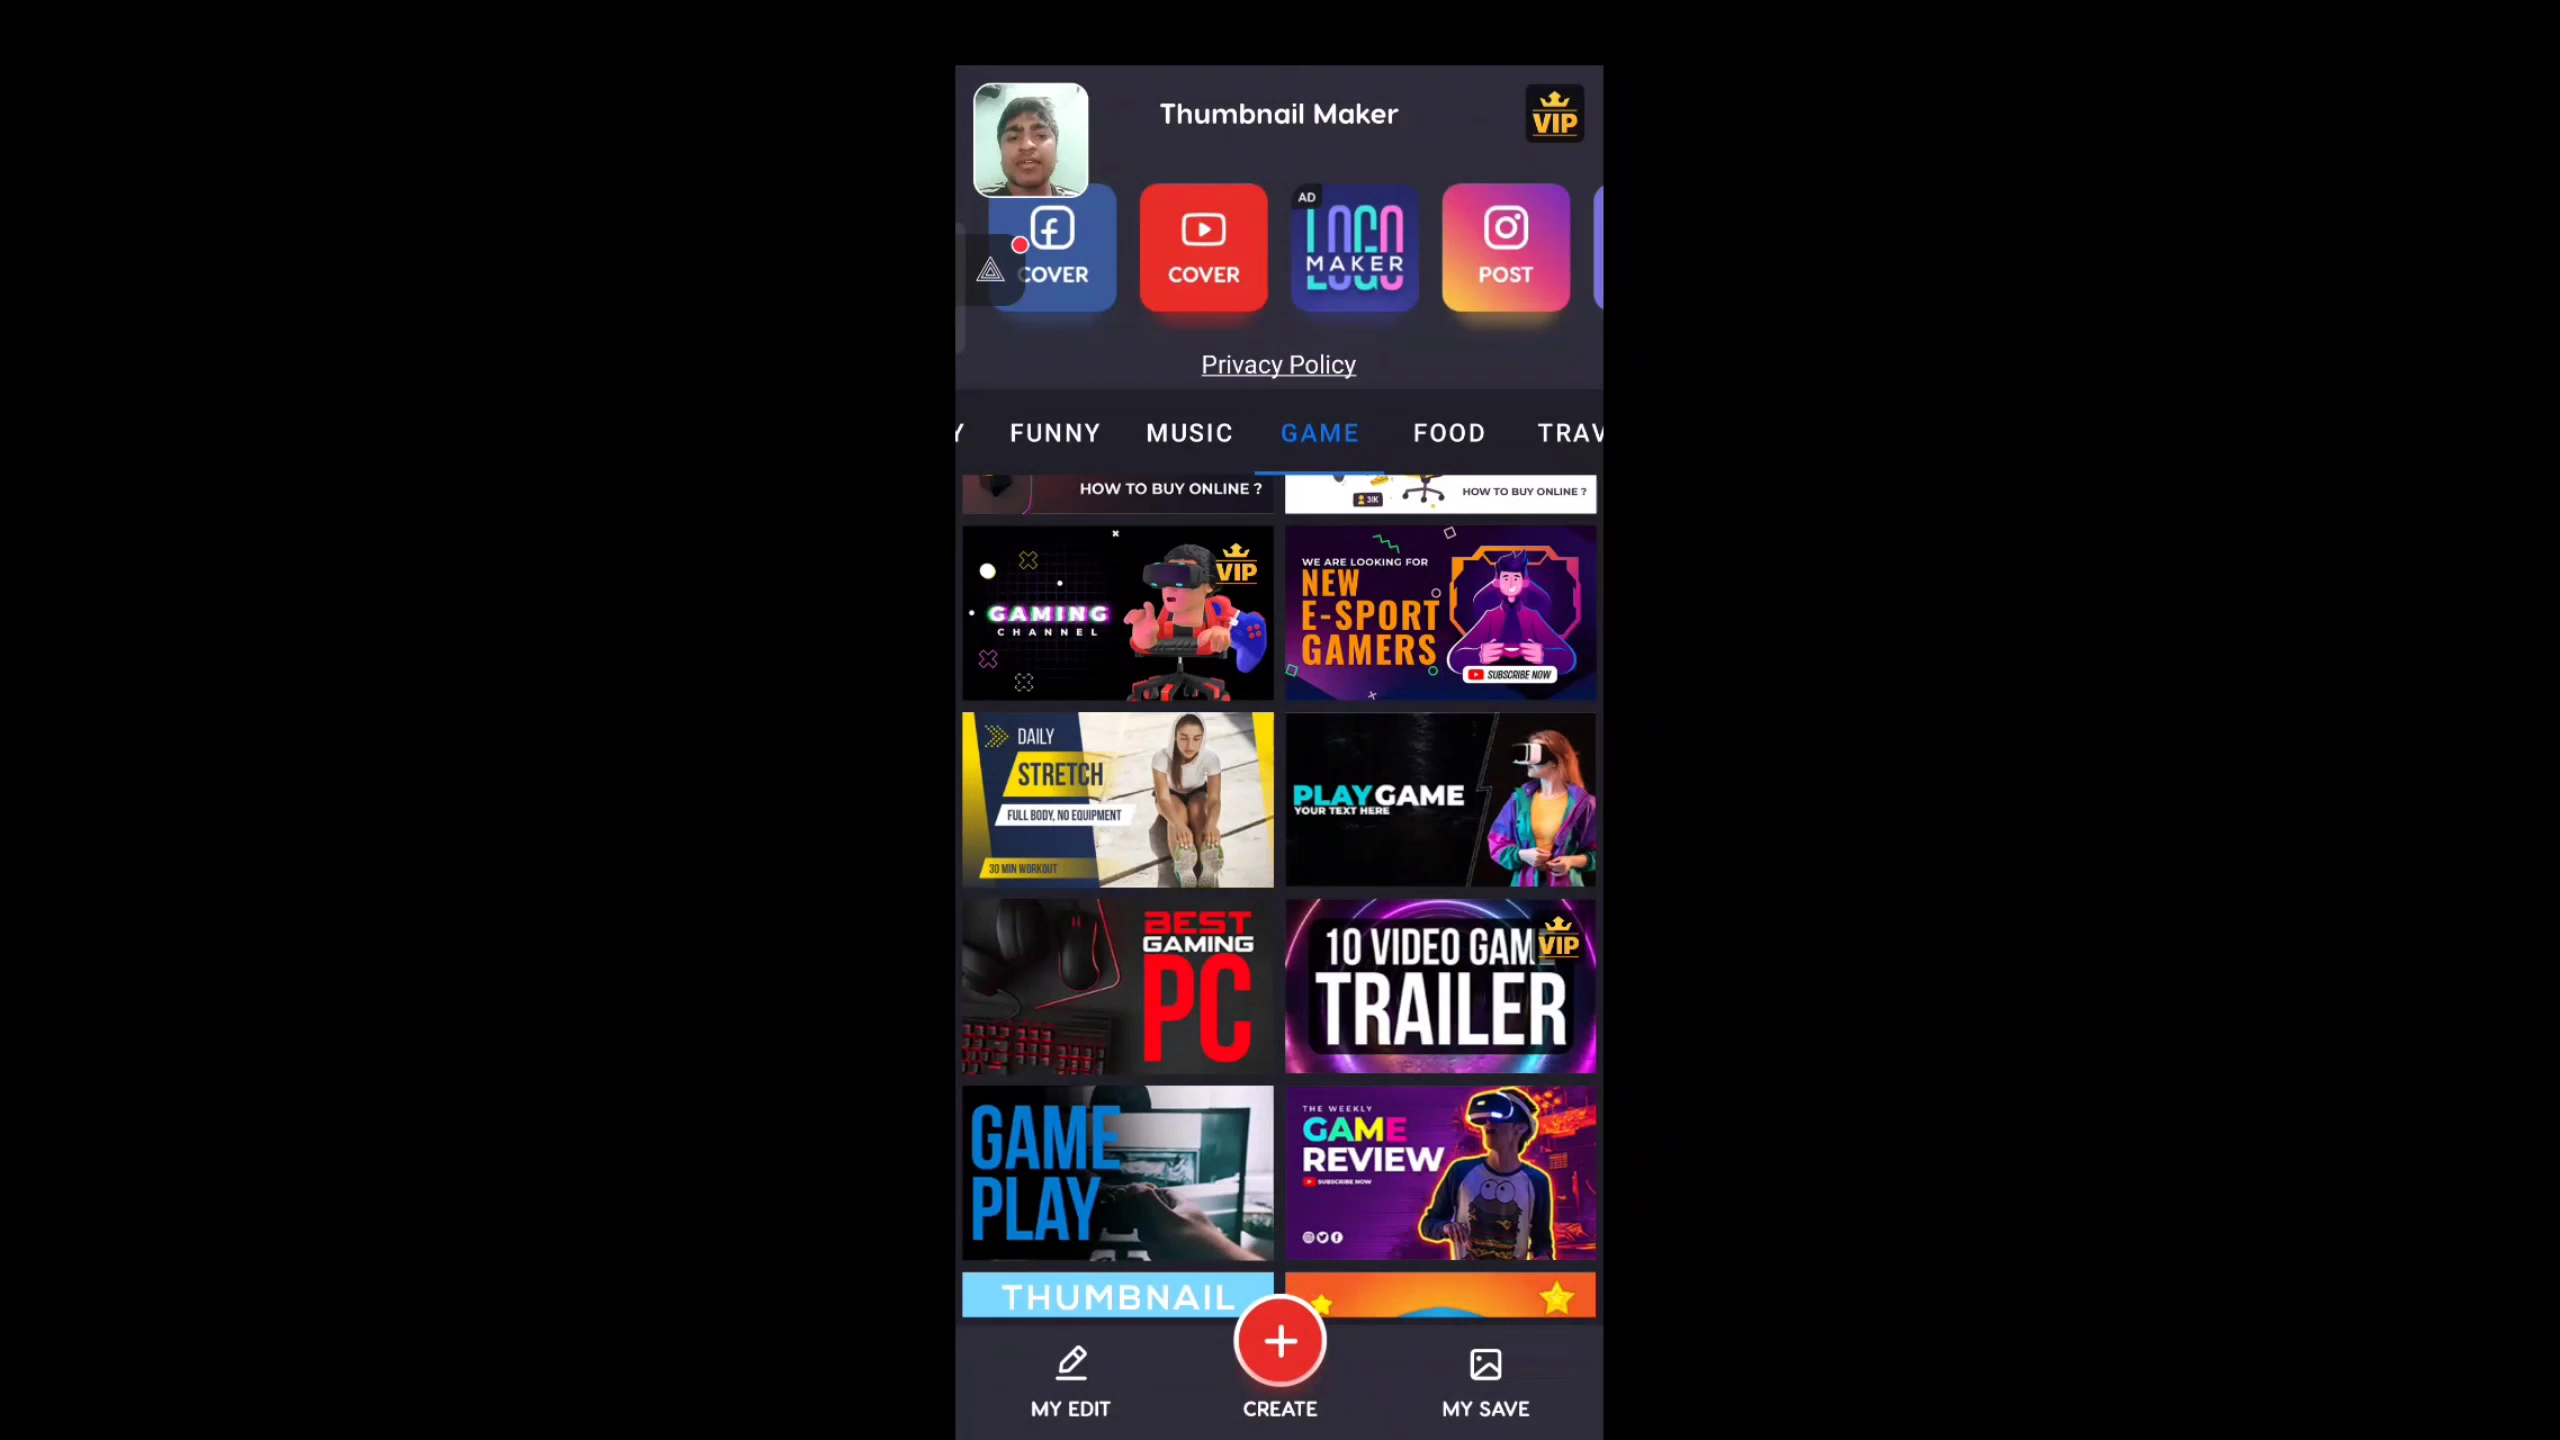 Thumbnail Maker
VIP
COVER
COVER
AD
LOGO
MAKER
POST
Privacy Policy
Y FUNNY MUSIC GAME FOOD TRAV
HOW TO BUY ONLINE ?
31K
HOW TO BUY ONLINE ?
GAMING
CHANNEL
VIP
WE ARE LOOKING FOR
NEW
E-SPORT
GAMERS
SUBSCRIBE NOW
DAILY
STRETCH
FULL BODY, NO EQUIPMENT
30 MIN WORKOUT
PLAY GAME
YOUR TEXT HERE
BEST
GAMING
PC
10 VIDEO GAM
VIP
TRAILER
GAME
PLAY
THE WEEKLY
GAME
REVIEW
SUBSCRIBE NOW
THUMBNAIL
MY EDIT
CREATE
MY SAVE